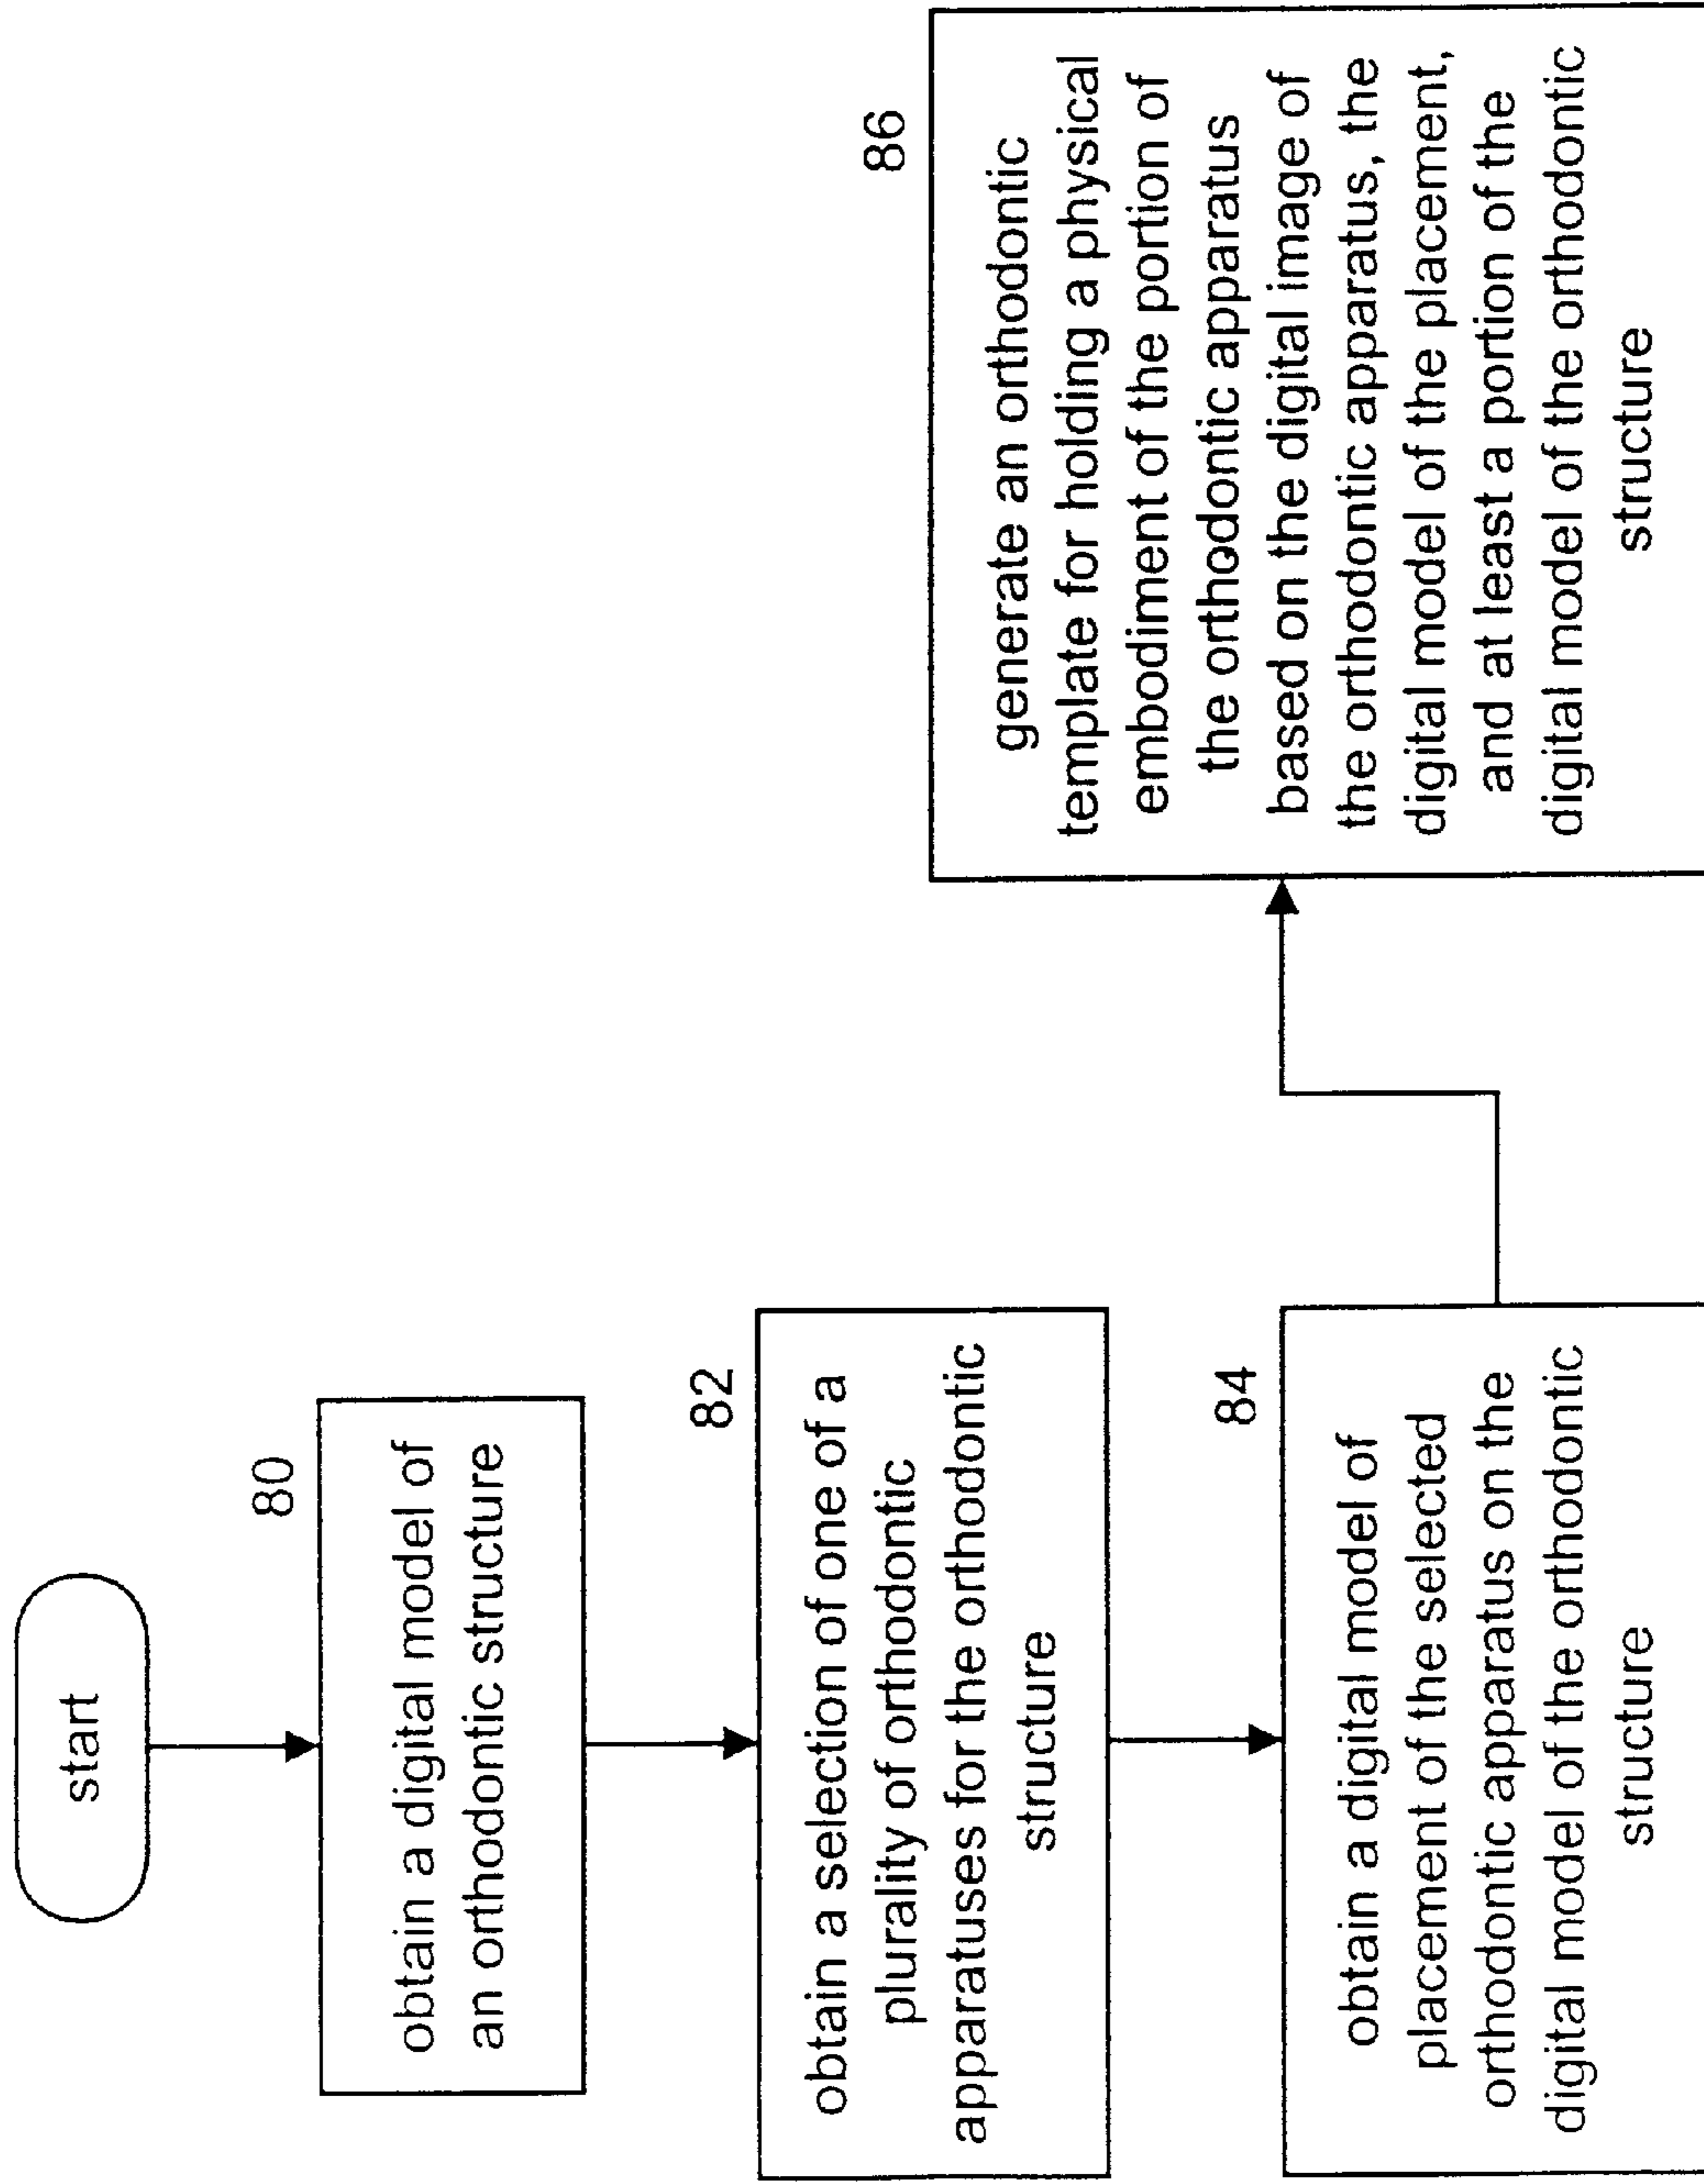 start
80
obtain a digital model of
an orthodontic structure
82
obtain a selection of one of a
plurality of orthodontic
apparatuses for the orthodontic
structure
84
obtain a digital model of
placement of the selected
orthodontic apparatus on the
digital model of the orthodontic
structure
86
generate an orthodontic
template for holding a physical
embodiment of the portion of
the orthodontic apparatus
based on the digital image of
the orthodontic apparatus, the
digital model of the placement,
and at least a portion of the
digital model of the orthodontic
structure